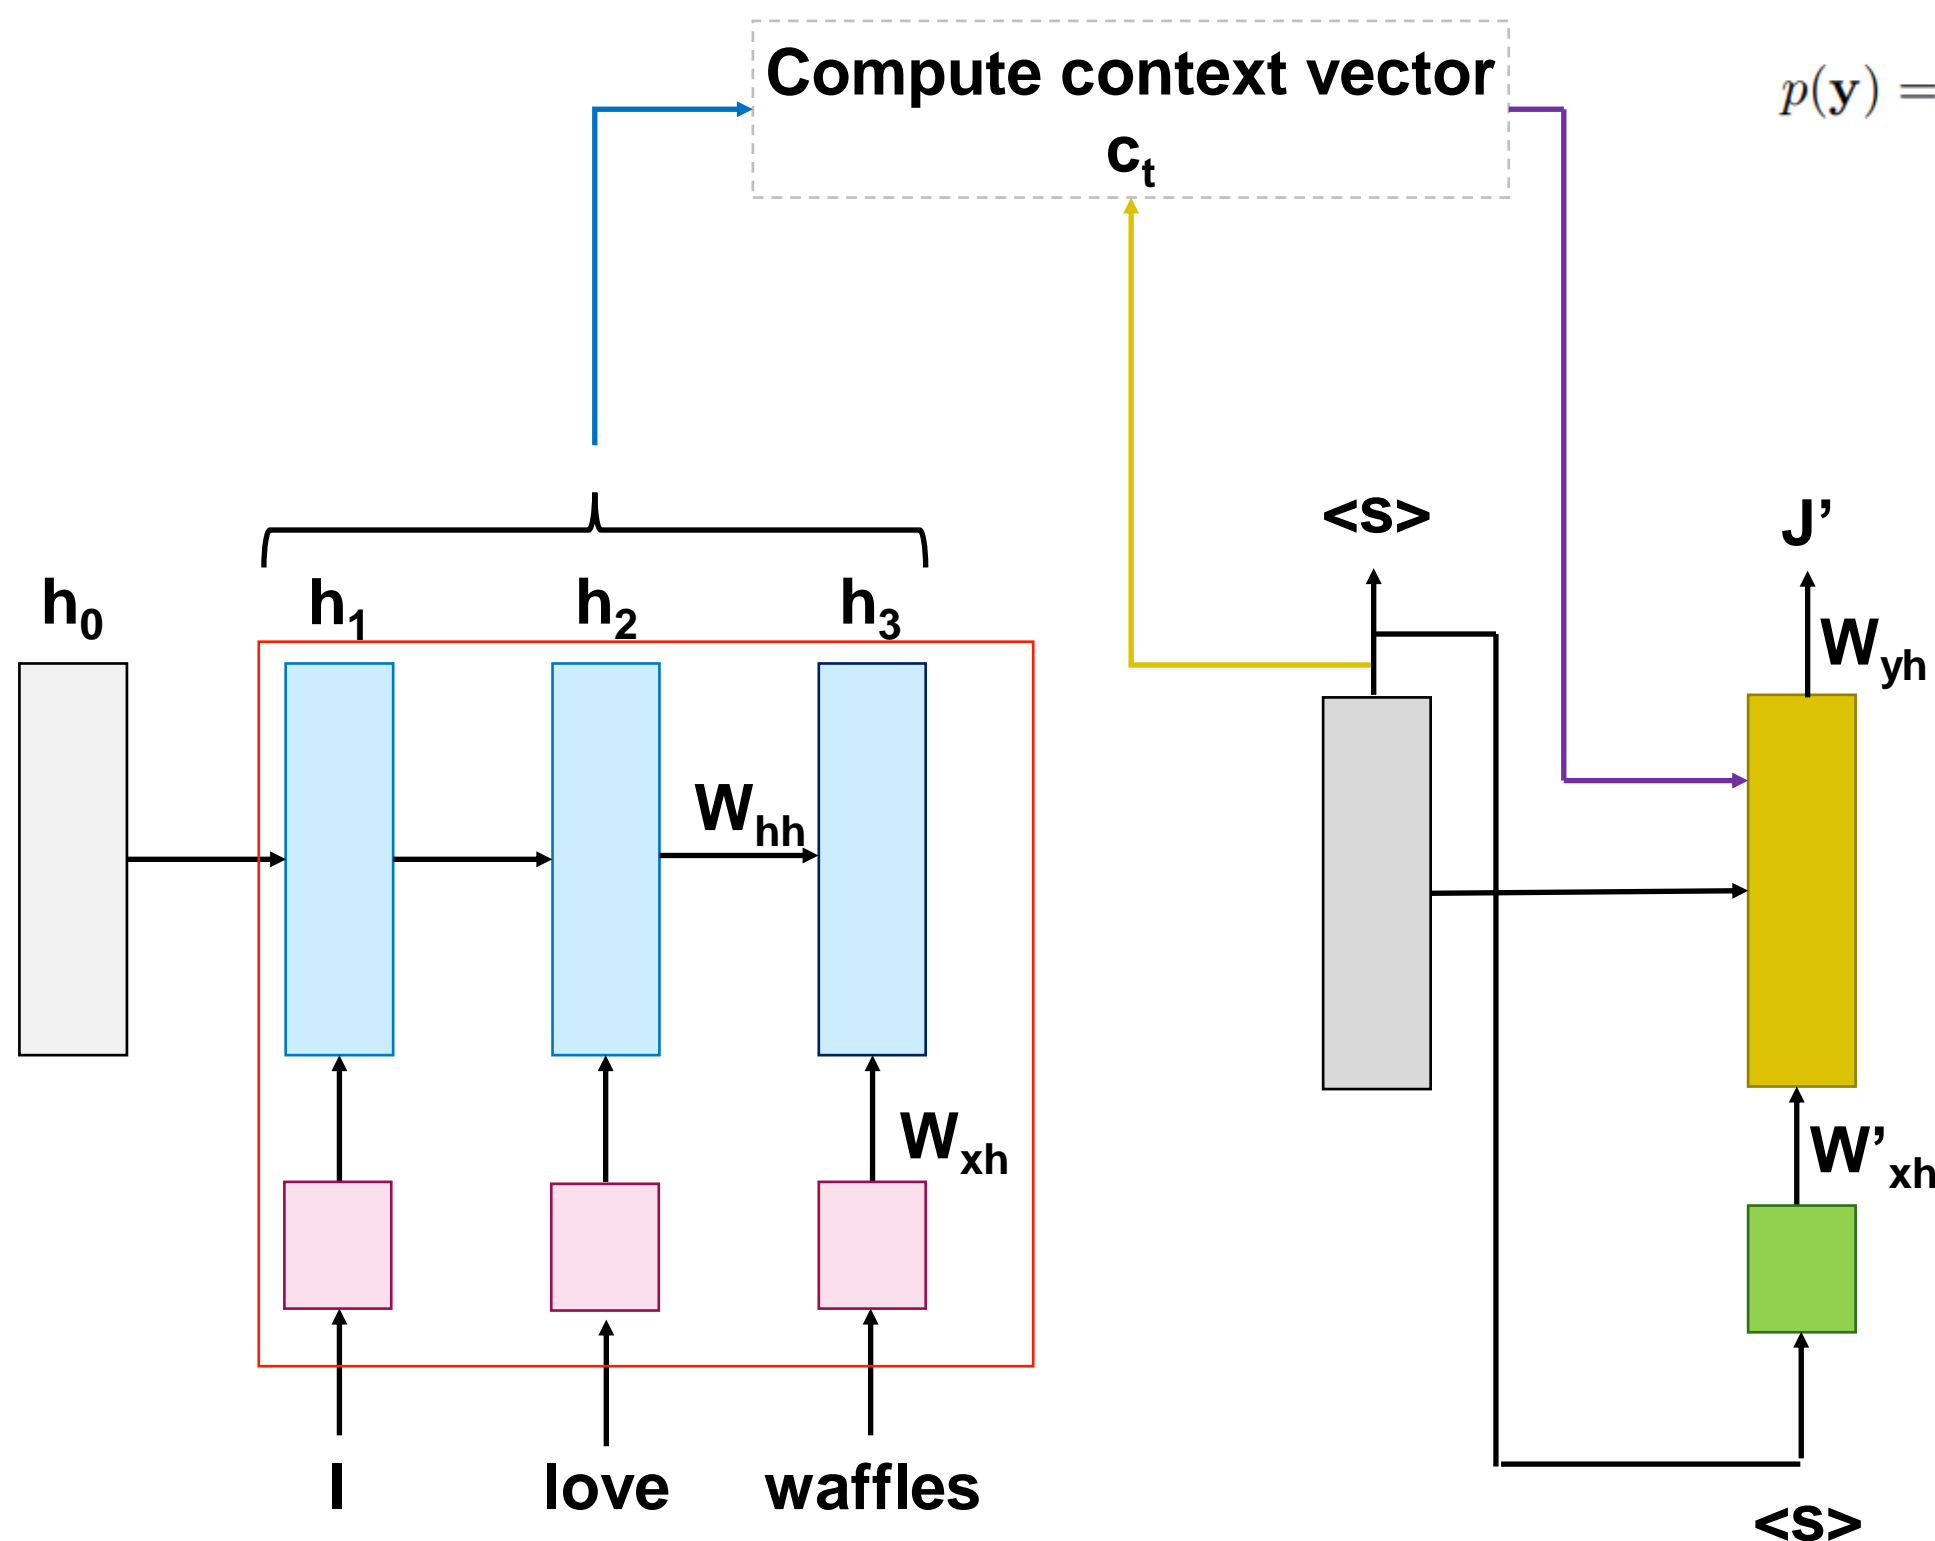 Compute context vector
c_t
p(y) =
<s>
J’
h_0
h_1
h_2
h_3
W_yh
W_hh
W_xh
W’_xh
I
love
waffles
<s>